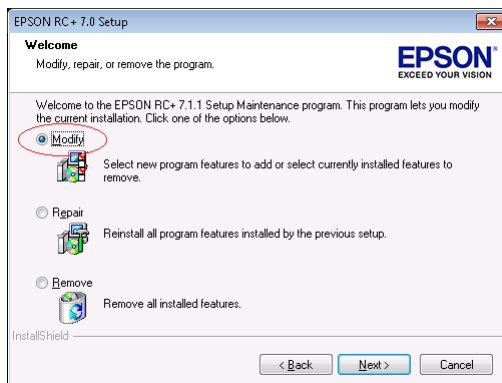 EPSON RC+ 7.0 Setup
Welcome
Modify, repair, or remove the program.
EPSON®
EXCEED YOUR VISION
Welcome to the EPSON RC+ 7.1.1 Setup Maintenance program. This program lets you modify
the current installation. Click one of the options below.
Modify
Select new program features to add or select currently installed features to
remove.
Repair
Reinstall all program features installed by the previous setup.
Remove
Remove all installed features.
InstallShield
< Back
Next >
Cancel